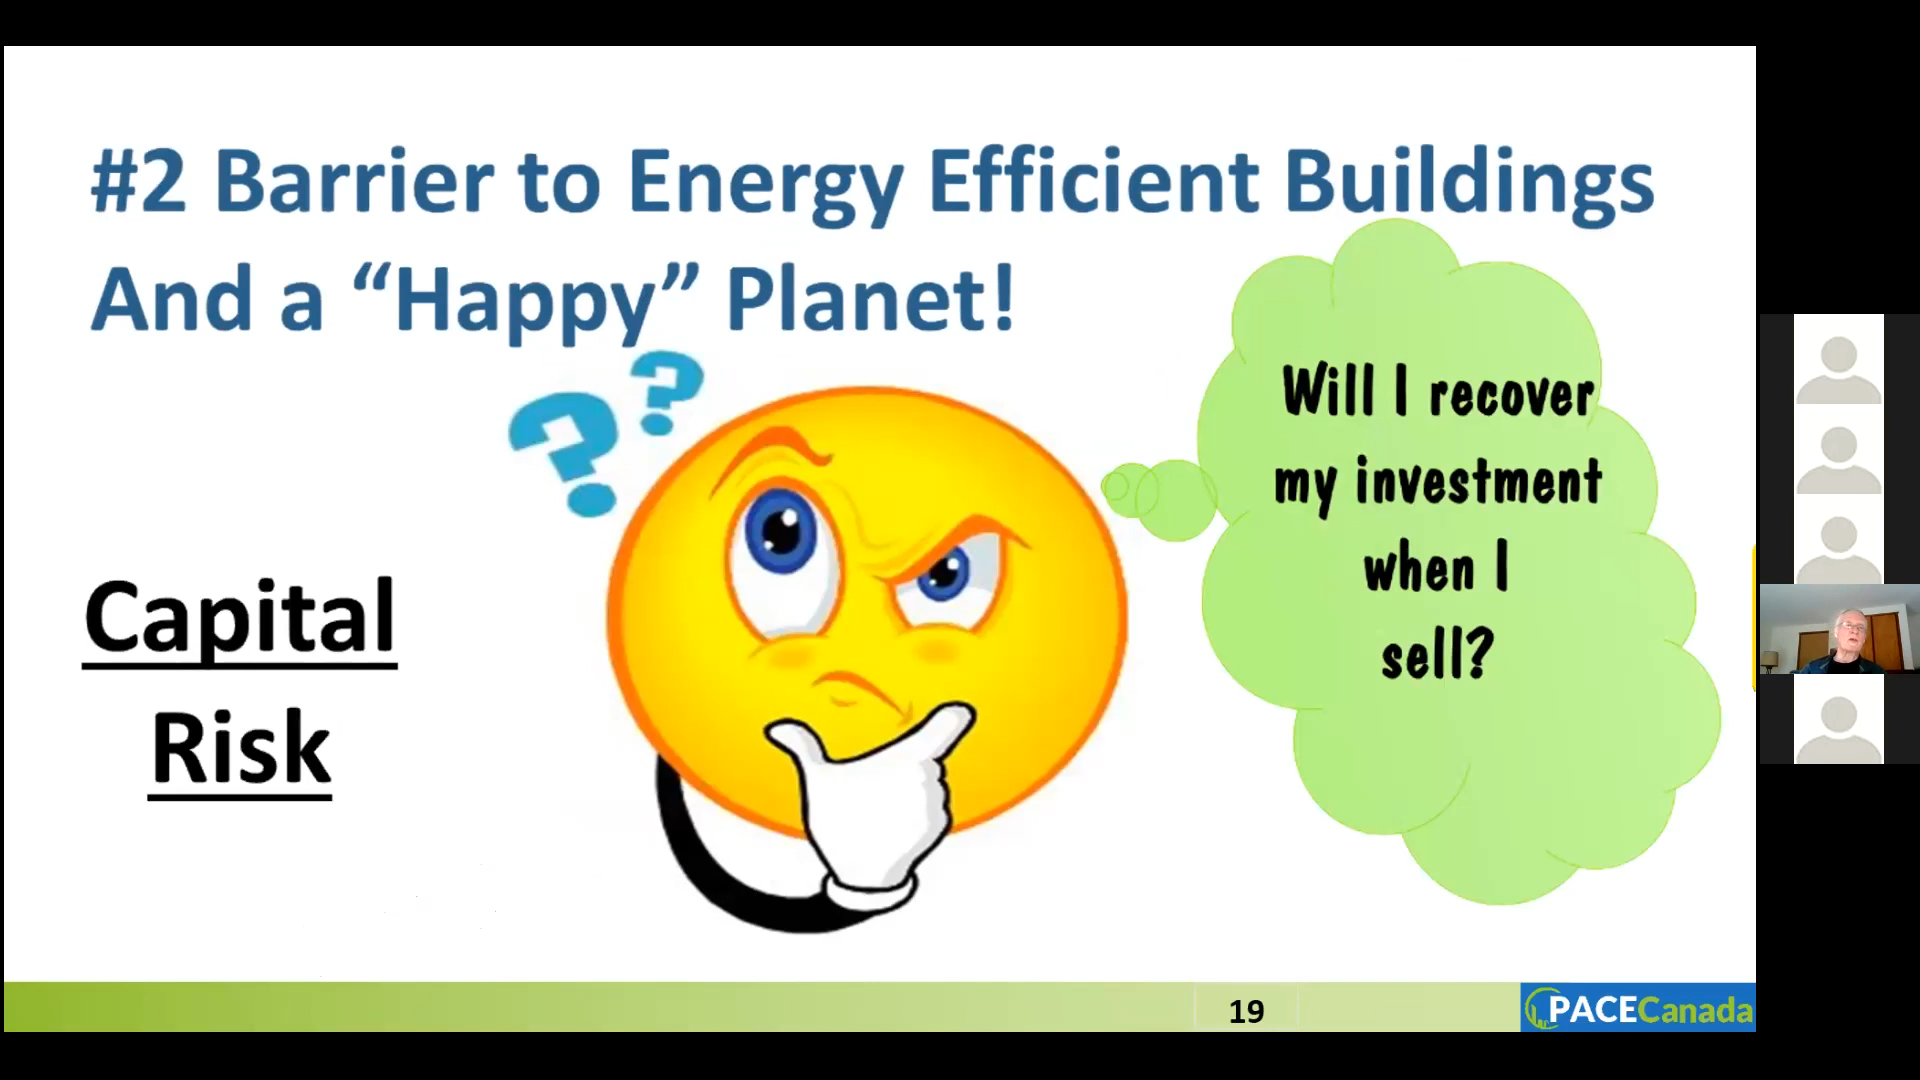 #2 Barrier to Energy Efficient Buildings
And a “Happy” Planet!
Capital
Risk
Will I recover
my investment
when I
sell?
19
PACECanada